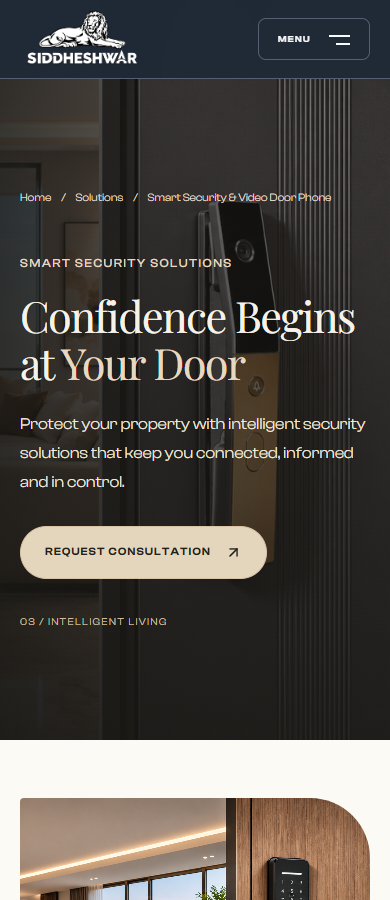 SIDDHESHWAR
MENU
Home / Solutions / Smart Security & Video Door Phone
SMART SECURITY SOLUTIONS
Confidence Begins
at Your Door
Protect your property with intelligent security
solutions that keep you connected, informed
and in control.
REQUEST CONSULTATION
03 / INTELLIGENT LIVING